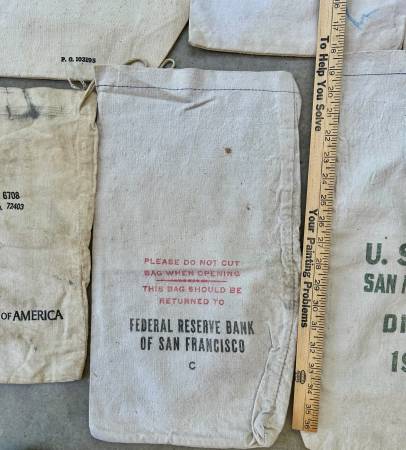 P. O. 103295
6708
72403
OF AMERICA
PLEASE DO NOT CUT
BAG WHEN OPENING
THIS BAG SHOULD BE
RETURNED TO
FEDERAL RESERVE BANK
OF SAN FRANCISCO
C
To Help You Solve
Your Painting Problems
U. S
SAN
DI
19